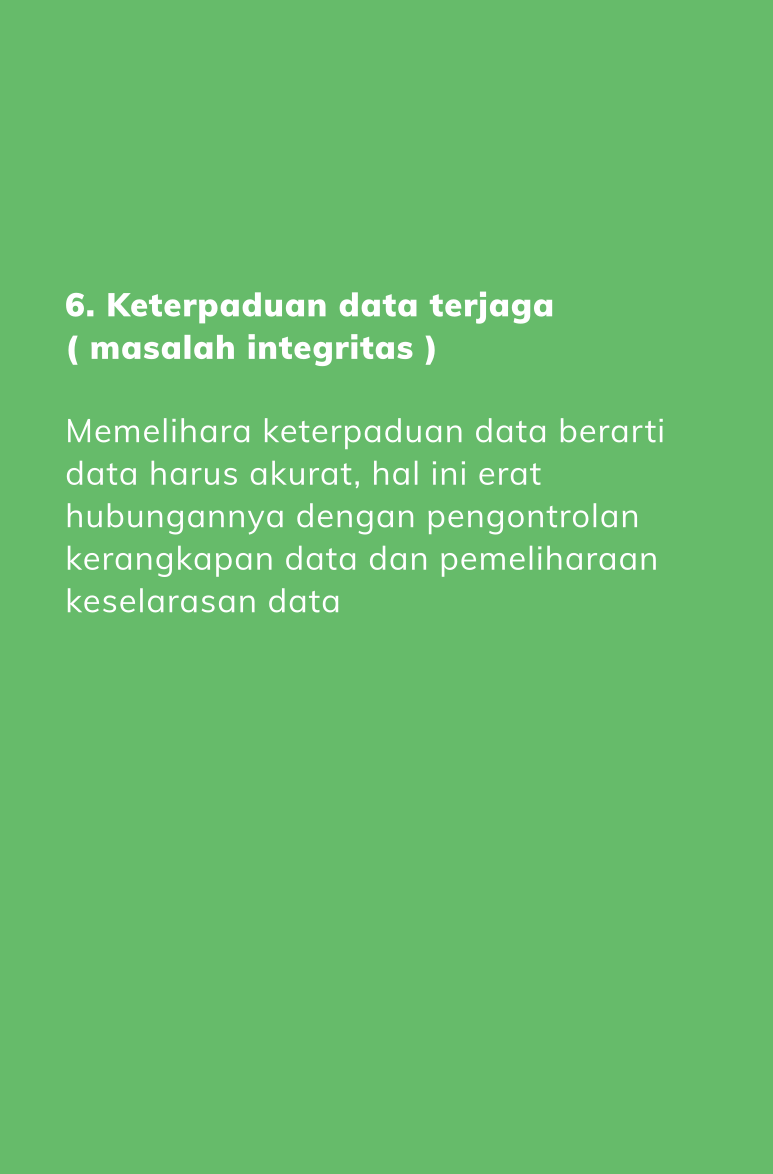 6. Keterpaduan data terjaga
( masalah integritas )
Memelihara keterpaduan data berarti
data harus akurat, hal ini erat
hubungannya dengan pengontrolan
kerangkapan data dan pemeliharaan
keselarasan data